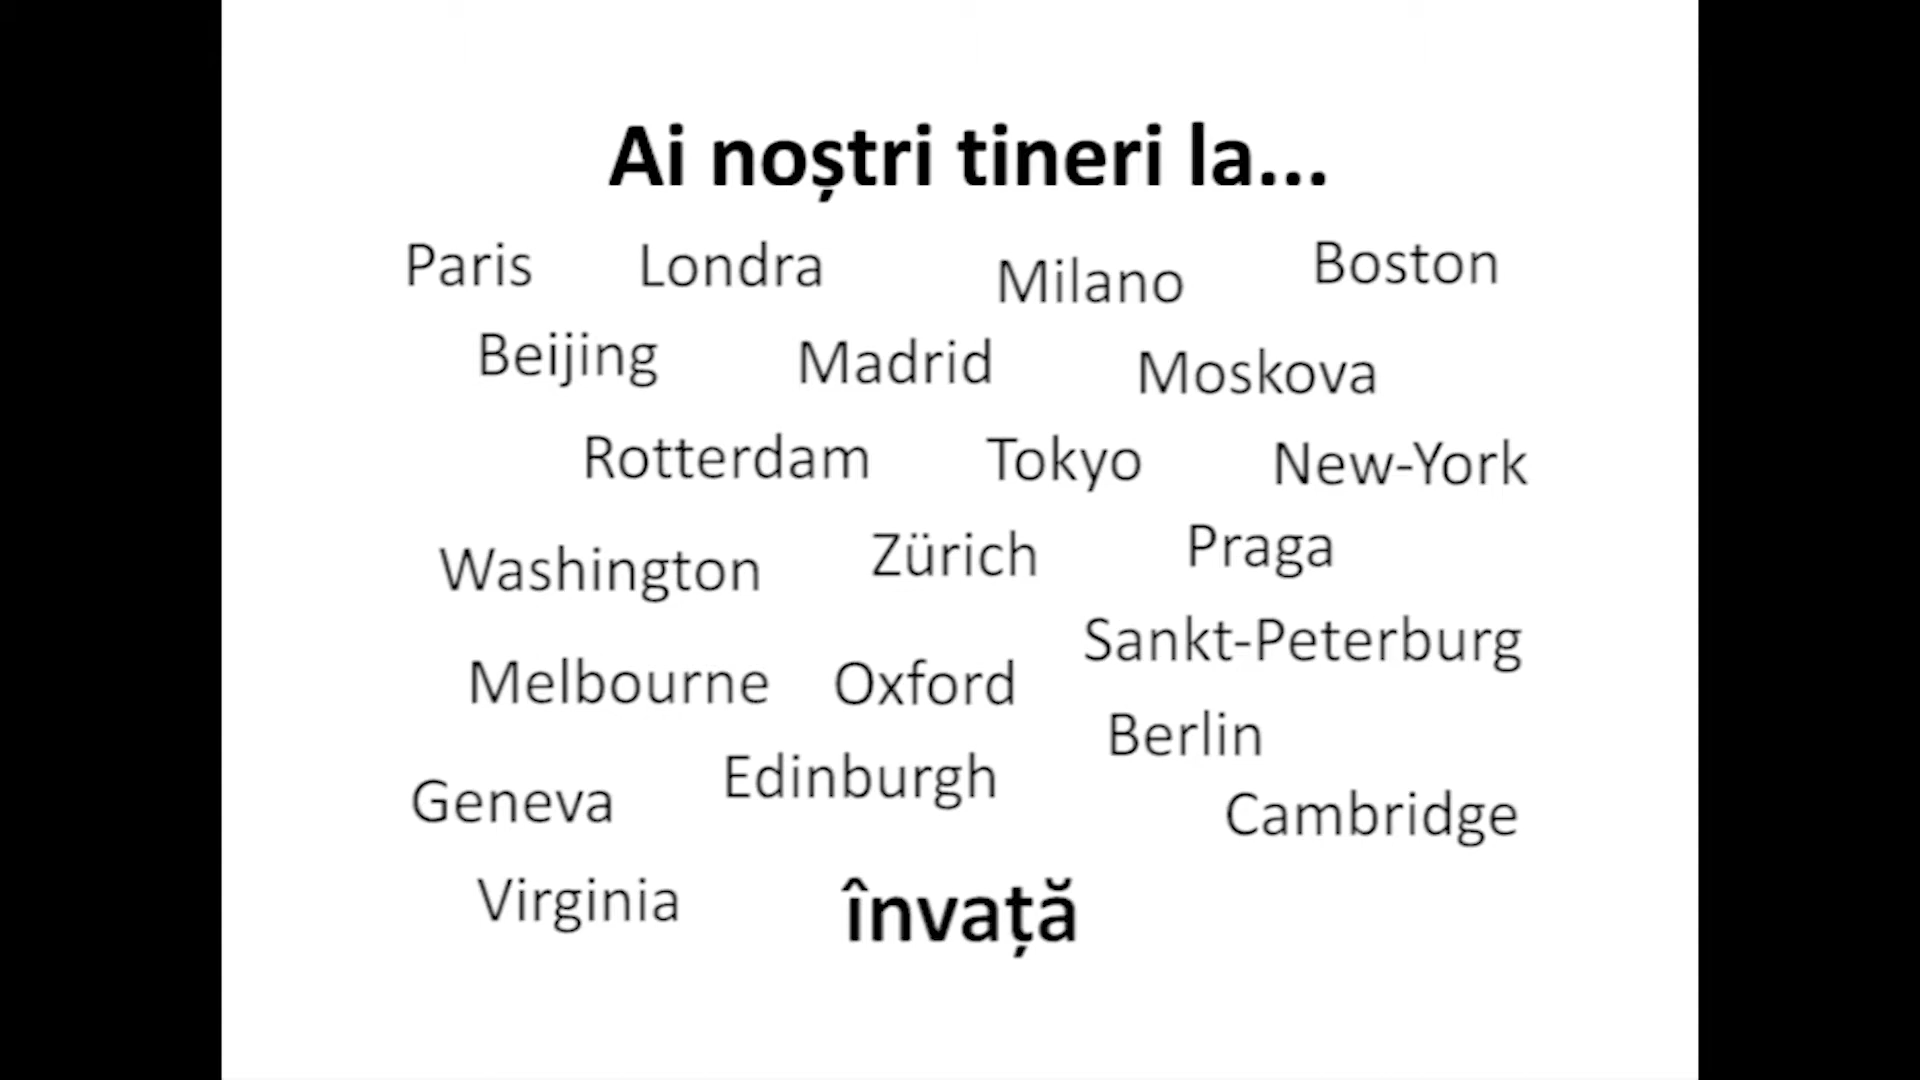 Ai noștri tineri la...
Paris Londra Milano Boston
Beijing Madrid Moskova
Rotterdam Tokyo New-York
Washington Zürich Praga
Sankt-Peterburg
Melbourne Oxford
Berlin
Edinburgh
Geneva Cambridge
Virginia învață